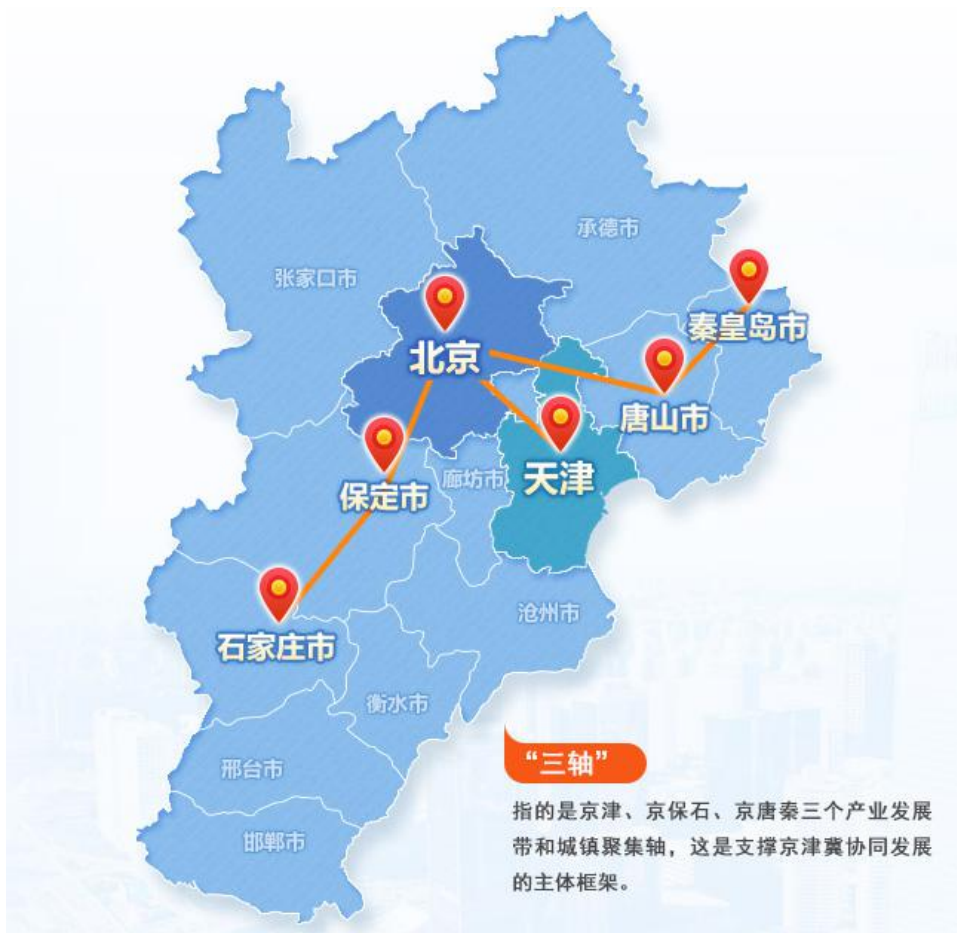 承德市
张家口市
秦皇岛市
北京
唐山市
天津
廊坊市
保定市
沧州市
石家庄市
衡水市
邢台市
邯郸市
“三轴”
指的是京津、京保石、京唐秦三个产业发展
带和城镇聚集轴，这是支撑京津冀协同发展
的主体框架。